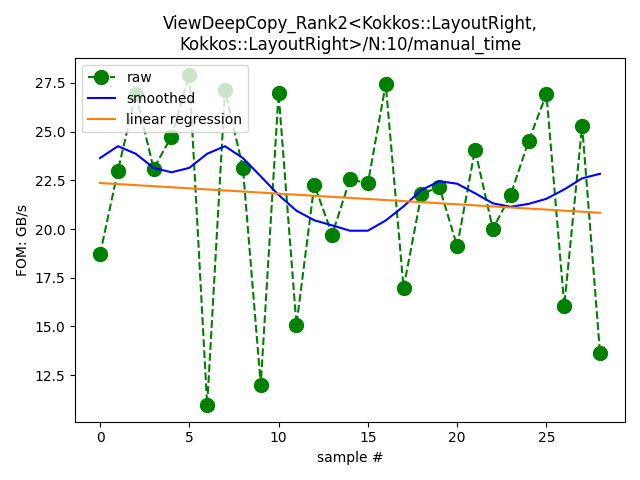 ViewDeepCopy_Rank2<Kokkos::LayoutRight,
Kokkos::LayoutRight>/N:10/manual_time
raw
smoothed
linear regression
FOM: GB/s
27.5
25.0
22.5
20.0
17.5
15.0
12.5
0
5
10
15
20
25
sample #